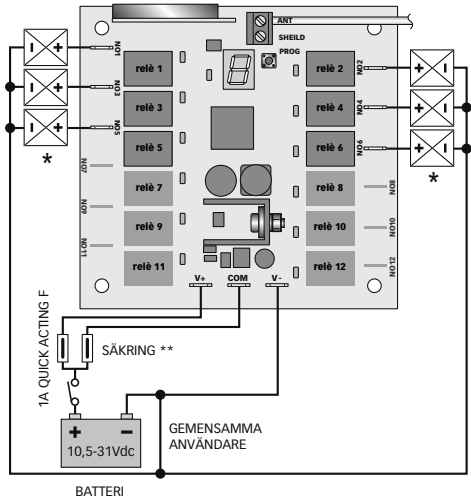 ANT
SHEILD
PROG
- +
NO1
relè 1
relè 2
NO2
+ -
- +
NO3
relè 3
relè 4
NO4
+ -
- +
NO5
relè 5
relè 6
NO6
+ -
*
*
NO7
relè 7
relè 8
NO8
NO9
relè 9
relè 10
NO10
NO11
relè 11
relè 12
NO12
V+
COM
V-
1A QUICK ACTING F
SÄKRING **
+ -
10,5-31Vdc
GEMENSAMMA
ANVÄNDARE
BATTERI